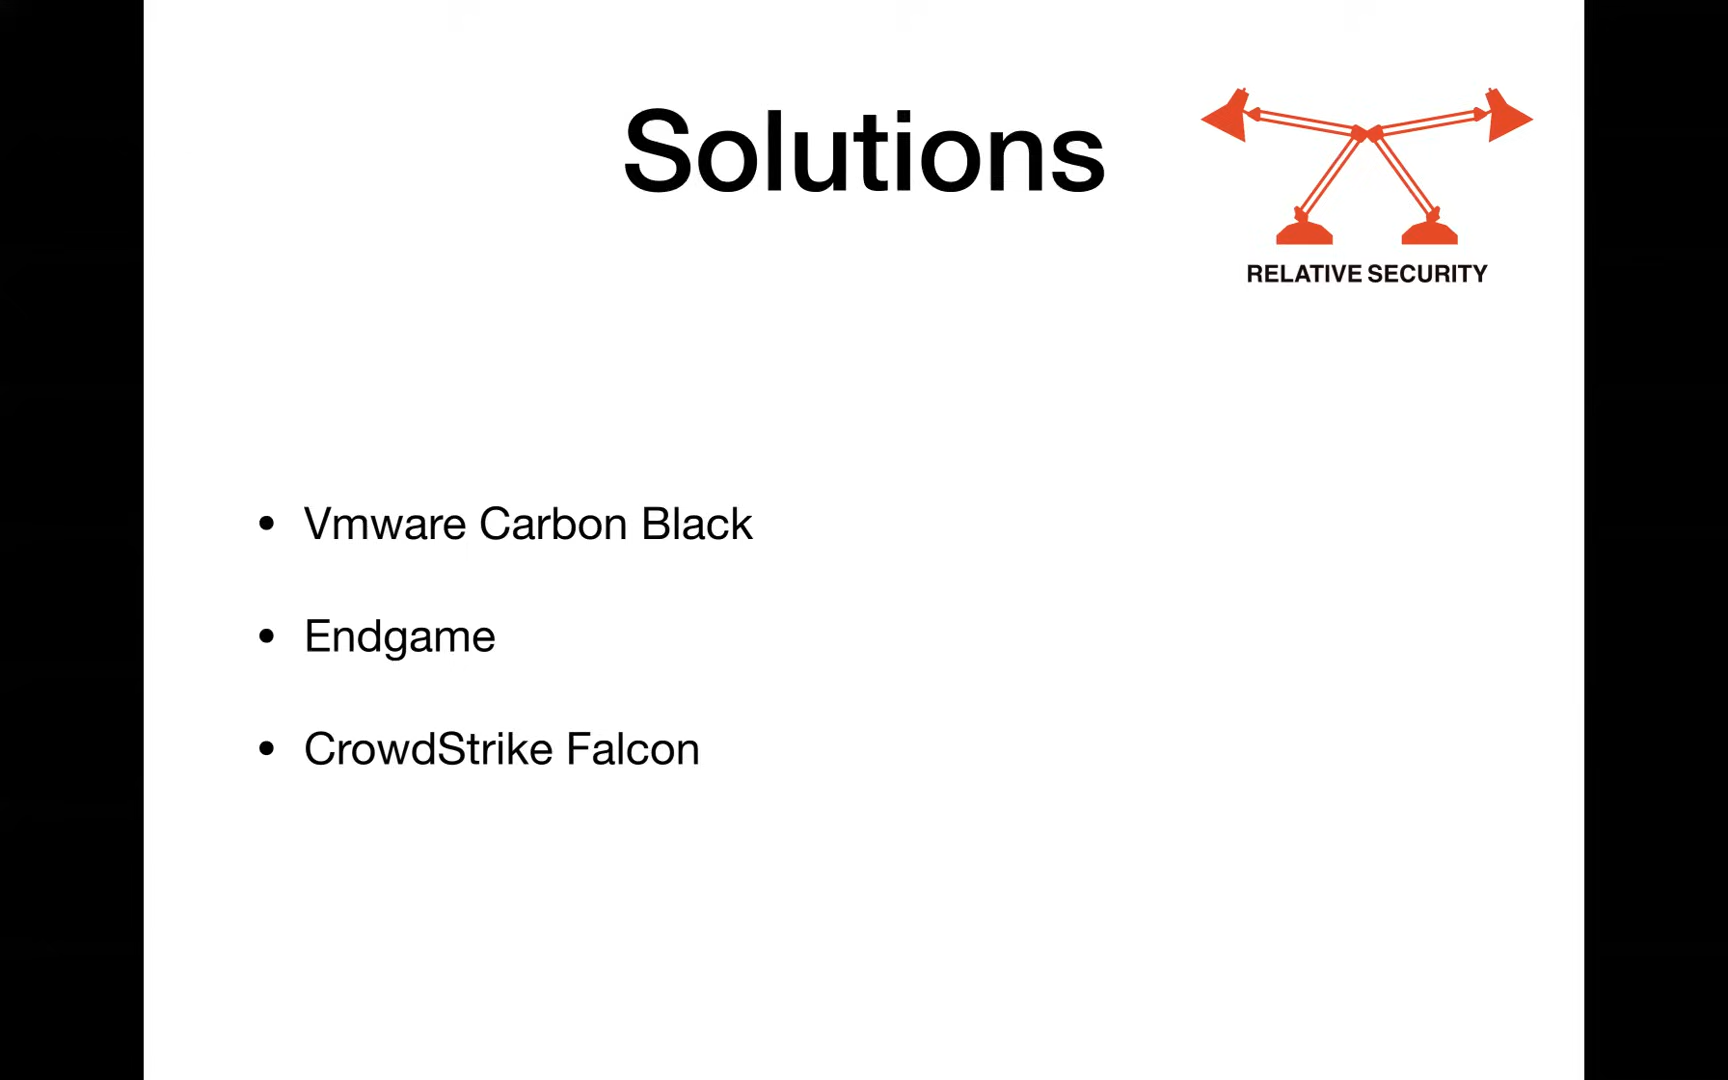 Solutions
RELATIVE SECURITY
• Vmware Carbon Black
• Endgame
• CrowdStrike Falcon